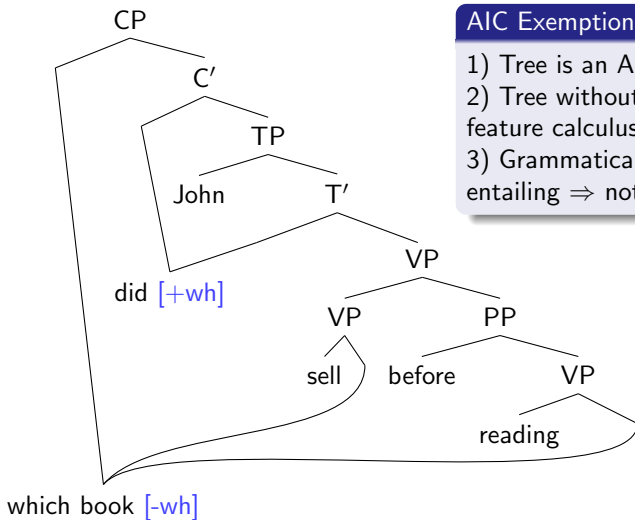 CP
AIC Exemption
C′
1) Tree is an A
2) Tree without
TP
feature calculus
3) Grammatical
John
T′
entailing ⇒ not
VP
did [+wh]
VP
PP
sell
before
VP
reading
which book [-wh]